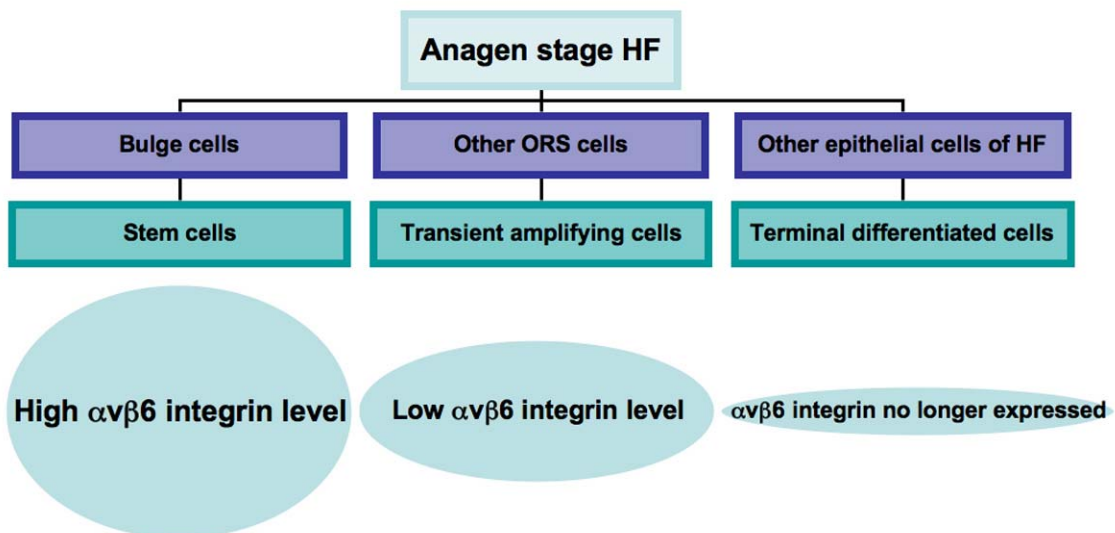 Anagen stage HF
Bulge cells
Other ORS cells
Other epithelial cells of HF
Stem cells
Transient amplifying cells
Terminal differentiated cells
High αvβ6 integrin level
Low αvβ6 integrin level
αvβ6 integrin no longer expressed